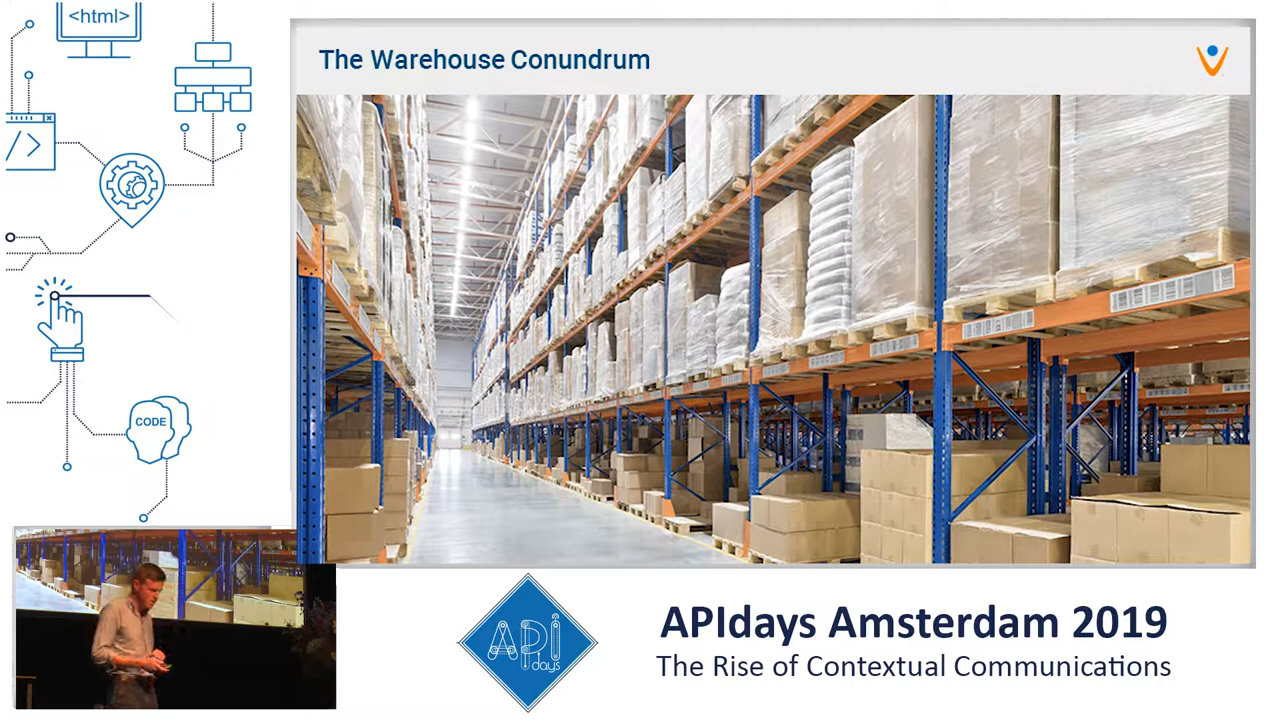 <html>
The Warehouse Conundrum
</>
CODE
API
days
APIdays Amsterdam 2019
The Rise of Contextual Communications